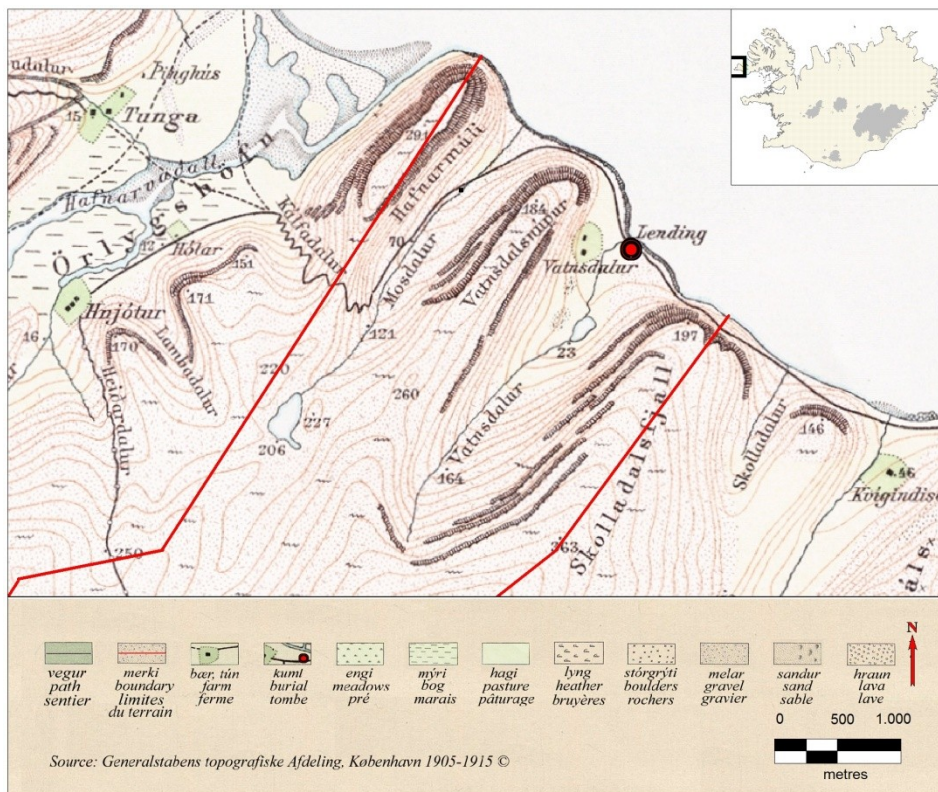 udalur
Þinghús
15
Tunga
Hafnarvaðall
Örlygshöfn
12
Hólar
Hnjótur
16
170
171
151
Lambadalur
Heiðardalur
250
291
Hafnarmúli
Kálfadalur
70
Mosdalur
121
220
227
206
260
184
Vatnsdalsnúpur
Vatnsdalur
Lending
23
Vatnsdalur
164
197
Skolladalsfjall
363
Skolladalur
146
46
Kvígindisd
áls
vegur
path
sentier
merki
boundary
limites
du terrain
bær, tún
farm
ferme
kuml
burial
tombe
engi
meadows
pré
mýri
bog
marais
hagi
pasture
pâturage
lyng
heather
bruyères
stórgrýti
boulders
rochers
melar
gravel
gravier
sandur
sand
sable
hraun
lava
lave
N
0 500 1.000
metres
Source: Generalstabens topografiske Afdeling, København 1905-1915 ©